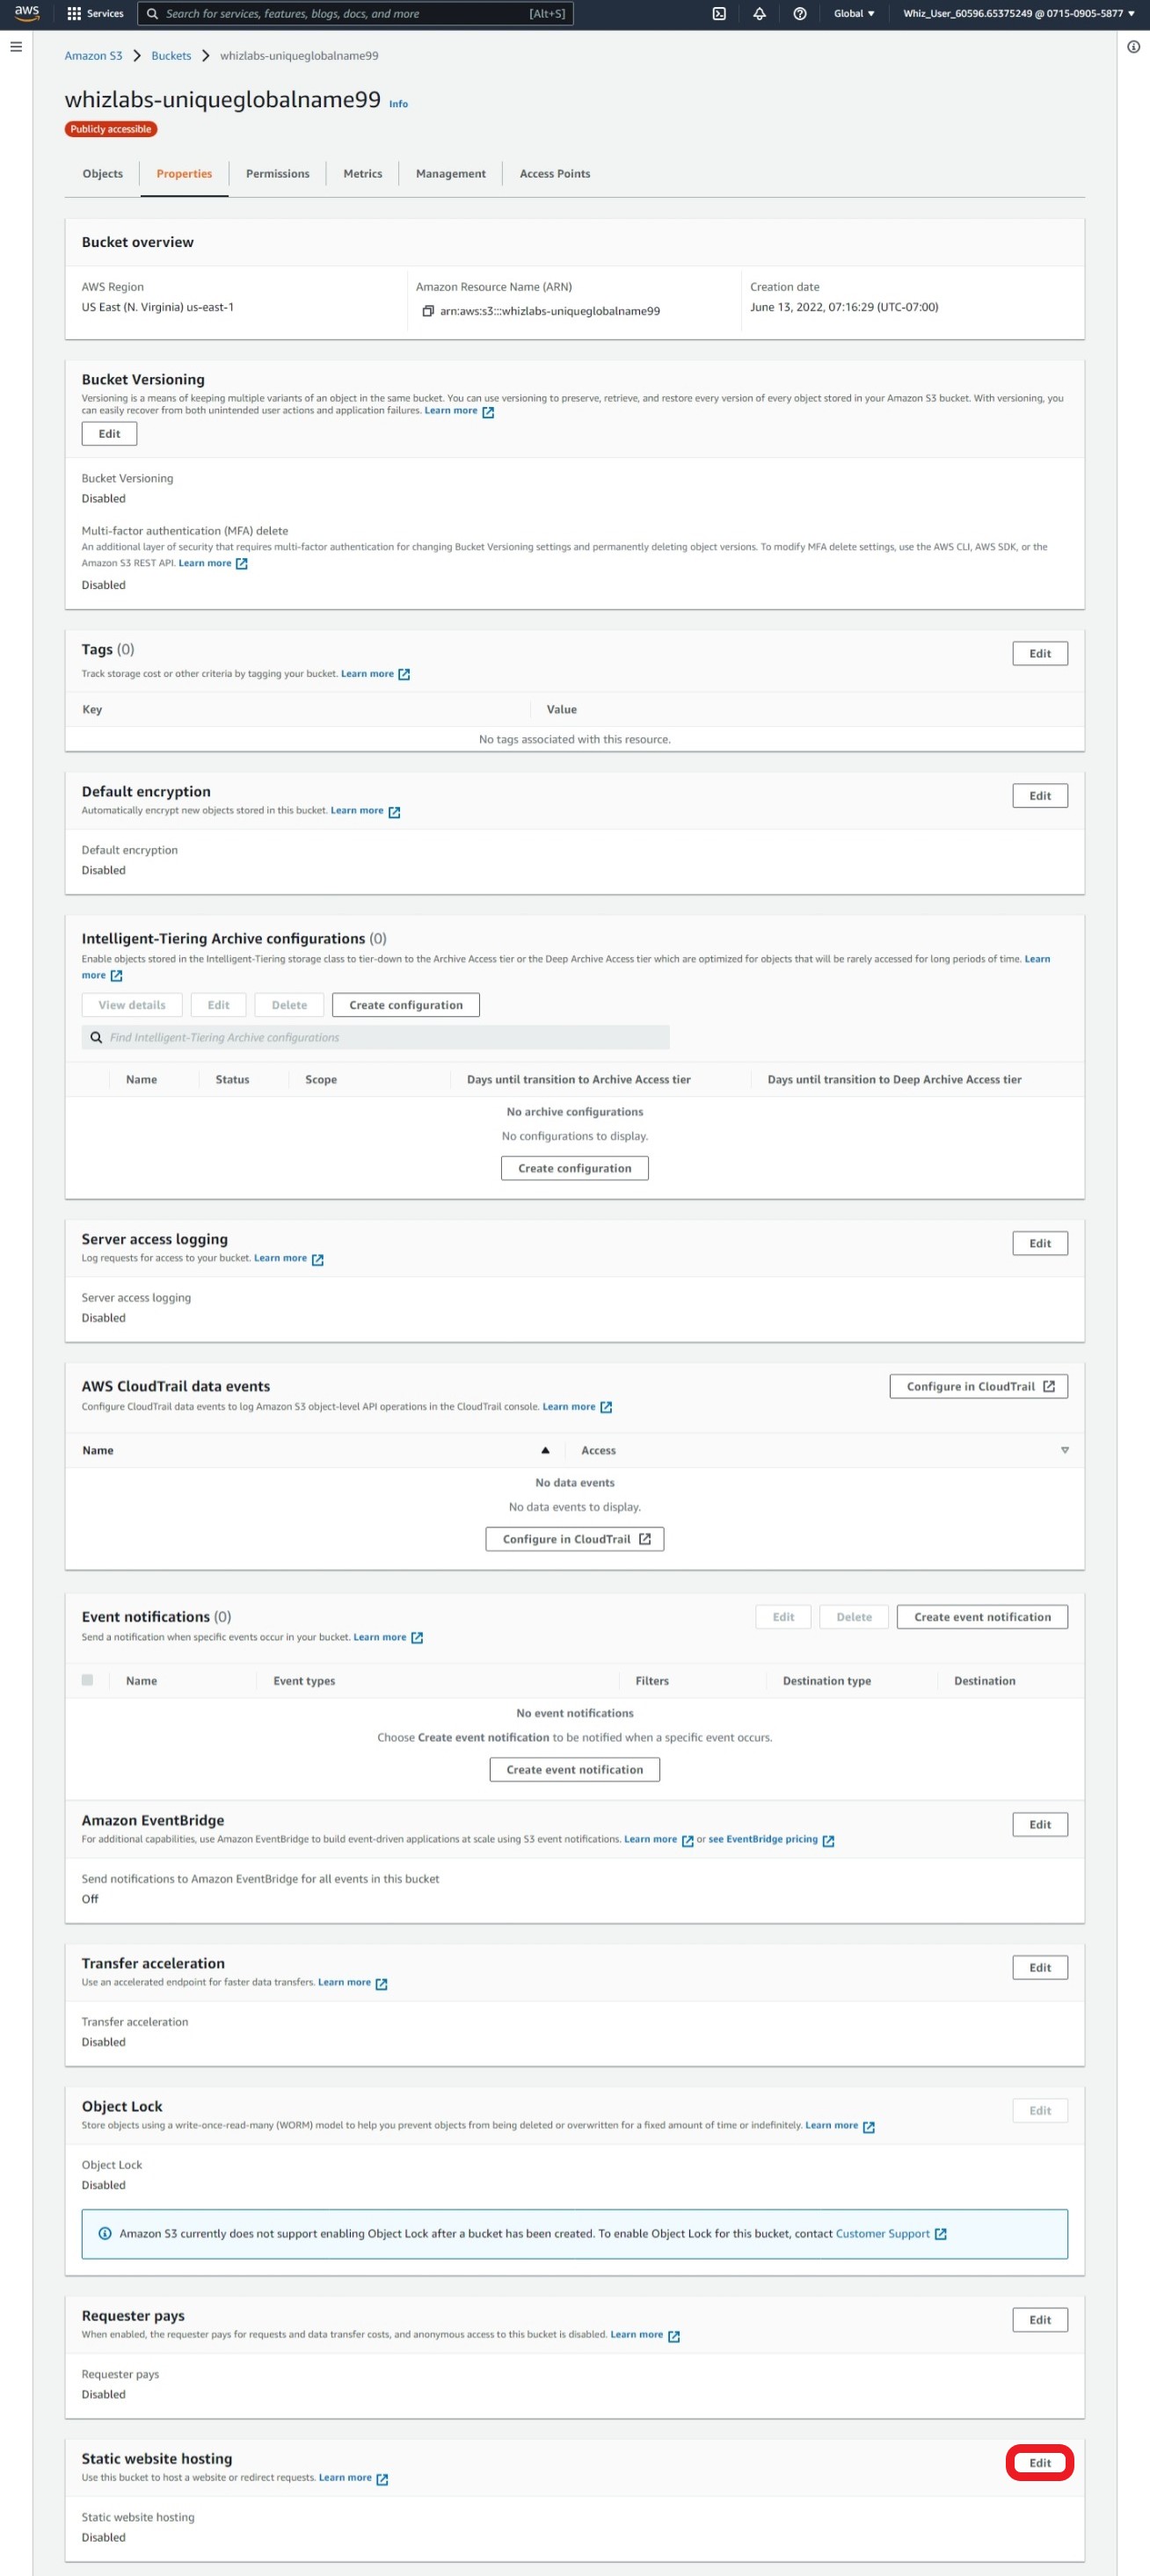 aws Services Search for services, features, blogs, docs, and more [Alt+S] Global ▼ Whiz_User_60596.65375249 @ 0715-0905-5877 ▼
Amazon S3 > Buckets > whizlabs-uniqueglobalname99
whizlabs-uniqueglobalname99 Info
Publicly accessible
Objects Properties Permissions Metrics Management Access Points
Bucket overview
AWS Region Amazon Resource Name (ARN) Creation date
US East (N. Virginia) us-east-1 arn:aws:s3:::whizlabs-uniqueglobalname99 June 13, 2022, 07:16:29 (UTC-07:00)
Bucket Versioning
Versioning is a means of keeping multiple variants of an object in the same bucket. You can use versioning to preserve, retrieve, and restore every version of every object stored in your Amazon S3 bucket. With versioning, you
can easily recover from both unintended user actions and application failures. Learn more
Edit
Bucket Versioning
Disabled
Multi-factor authentication (MFA) delete
An additional layer of security that requires multi-factor authentication for changing Bucket Versioning settings and permanently deleting object versions. To modify MFA delete settings, use the AWS CLI, AWS SDK, or the
Amazon S3 REST API. Learn more
Disabled
Tags (0) Edit
Track storage cost or other criteria by tagging your bucket. Learn more
Key Value
No tags associated with this resource.
Default encryption Edit
Automatically encrypt new objects stored in this bucket. Learn more
Default encryption
Disabled
Intelligent-Tiering Archive configurations (0)
Enable objects stored in the Intelligent-Tiering storage class to tier-down to the Archive Access tier or the Deep Archive Access tier which are optimized for objects that will be rarely accessed for long periods of time. Learn
more
View details Edit Delete Create configuration
Find Intelligent-Tiering Archive configurations
Name Status Scope Days until transition to Archive Access tier Days until transition to Deep Archive Access tier
No archive configurations
No configurations to display.
Create configuration
Server access logging Edit
Log requests for access to your bucket. Learn more
Server access logging
Disabled
AWS CloudTrail data events Configure in CloudTrail
Configure CloudTrail data events to log Amazon S3 object-level API operations in the CloudTrail console. Learn more
Name Access
No data events
No data events to display.
Configure in CloudTrail
Event notifications (0) Edit Delete Create event notification
Send a notification when specific events occur in your bucket. Learn more
Name Event types Filters Destination type Destination
No event notifications
Choose Create event notification to be notified when a specific event occurs.
Create event notification
Amazon EventBridge Edit
For additional capabilities, use Amazon EventBridge to build event-driven applications at scale using S3 event notifications. Learn more or see EventBridge pricing
Send notifications to Amazon EventBridge for all events in this bucket
Off
Transfer acceleration Edit
Use an accelerated endpoint for faster data transfers. Learn more
Transfer acceleration
Disabled
Object Lock Edit
Store objects using a write-once-read-many (WORM) model to help you prevent objects from being deleted or overwritten for a fixed amount of time or indefinitely. Learn more
Object Lock
Disabled
Amazon S3 currently does not support enabling Object Lock after a bucket has been created. To enable Object Lock for this bucket, contact Customer Support
Requester pays Edit
When enabled, the requester pays for requests and data transfer costs, and anonymous access to this bucket is disabled. Learn more
Requester pays
Disabled
Static website hosting Edit
Use this bucket to host a website or redirect requests. Learn more
Static website hosting
Disabled